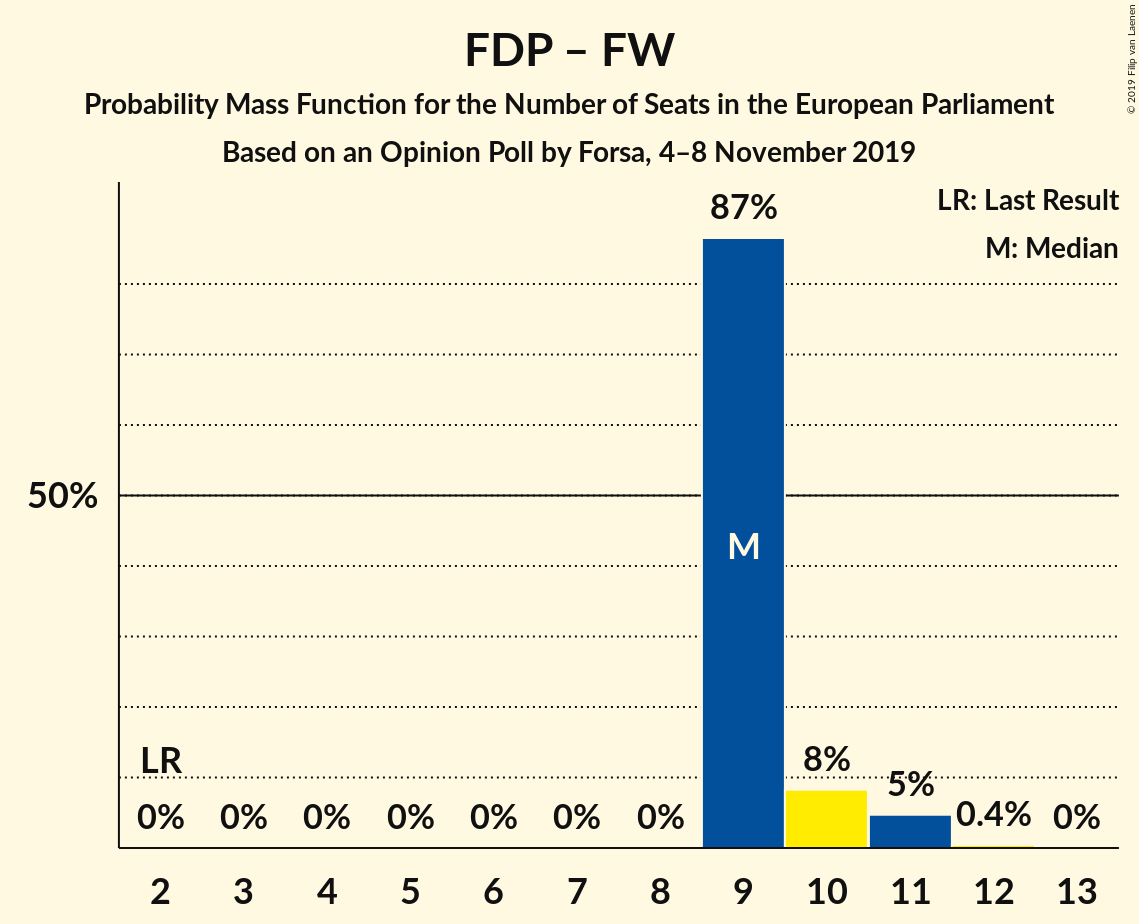 FDP – FW
Probability Mass Function for the Number of Seats in the European Parliament
Based on an Opinion Poll by Forsa, 4–8 November 2019
© 2019 Filip van Laenen
LR: Last Result
M: Median
87%
50%
M
LR
8%
5%
0% 0% 0% 0% 0% 0% 0% 0.4% 0%
2 3 4 5 6 7 8 9 10 11 12 13